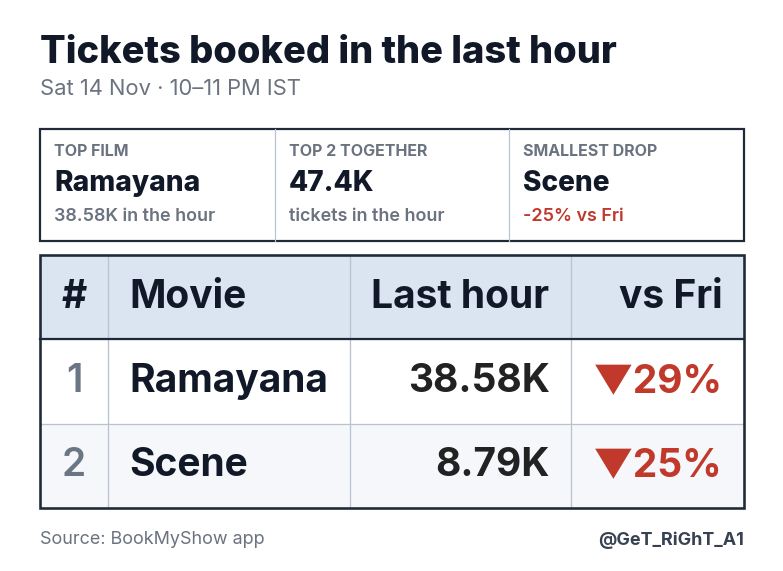 Tickets booked in the last hour
Sat 14 Nov · 10–11 PM IST
TOP FILM
Ramayana
38.58K in the hour
TOP 2 TOGETHER
47.4K
tickets in the hour
SMALLEST DROP
Scene
-25% vs Fri
# Movie Last hour vs Fri
1 Ramayana 38.58K ▼29%
2 Scene 8.79K ▼25%
Source: BookMyShow app
@GeT_RiGhT_A1